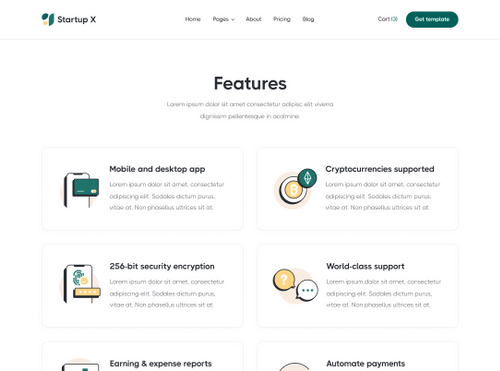 Startup X
Home Pages About Pricing Blog
Cart (0)
Get template
Features
Lorem ipsum dolor sit amet consectetur adipisc elit viverra
dignissim pellentesque in acolmine.
Mobile and desktop app
Lorem ipsum dolor sit amet, consectetur
adipiscing elit. Sodales dictum purus,
vitae at. Non phasellus ultrices sit at.
Cryptocurrencies supported
Lorem ipsum dolor sit amet, consectetur
adipiscing elit. Sodales dictum purus,
vitae at. Non phasellus ultrices sit at.
256-bit security encryption
Lorem ipsum dolor sit amet, consectetur
adipiscing elit. Sodales dictum purus,
vitae at. Non phasellus ultrices sit at.
World-class support
Lorem ipsum dolor sit amet, consectetur
adipiscing elit. Sodales dictum purus,
vitae at. Non phasellus ultrices sit at.
Earning & expense reports
Automate payments